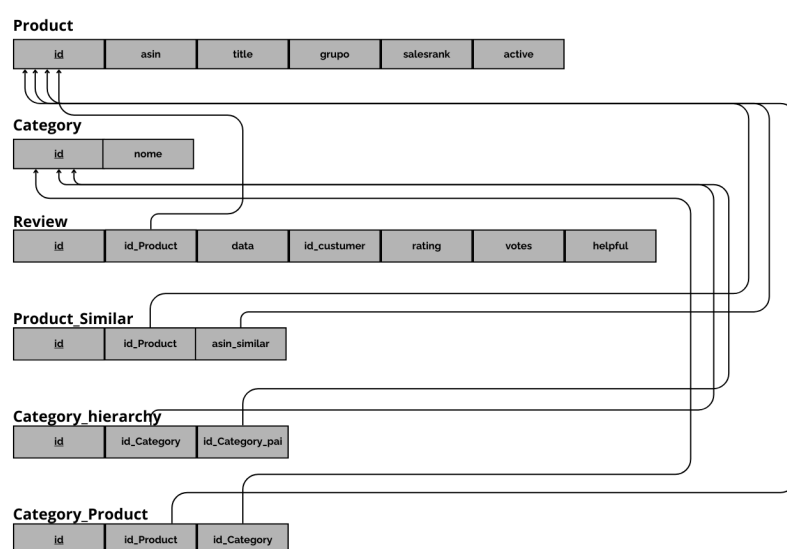 Product
id asin title grupo salesrank active
Category
id nome
Review
id id_Product data id_custumer rating votes helpful
Product_Similar
id id_Product asin_similar
Category_hierarchy
id id_Category id_Category_pai
Category_Product
id id_Product id_Category